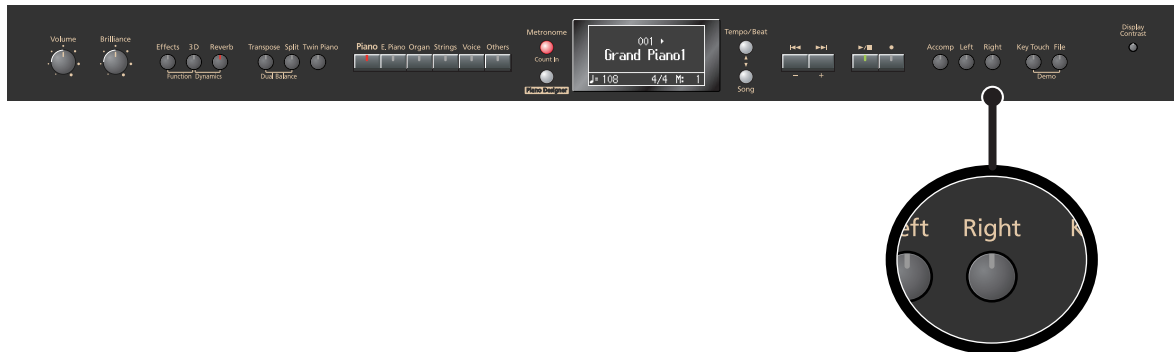 Volume
Brilliance
Effects 3D Reverb
Function Dynamics
Transpose Split Twin Piano
Dual Balance
Piano E. Piano Organ Strings Voice Others
Metronome
Count In
Piano Designer
001
Grand Piano1
♩= 108 4/4 M: 1
Tempo/Beat
Song
− +
Accomp Left Right
Key Touch File
Demo
Display
Contrast
eft Right K